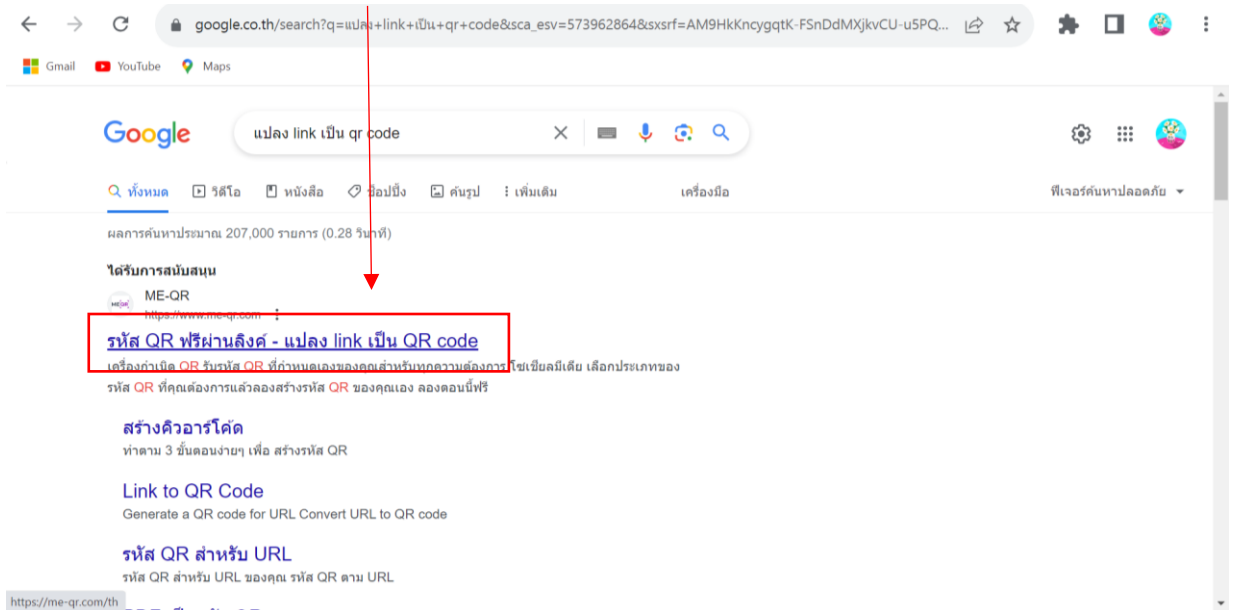 google.co.th/search?q=แปลง+link+เป็น+qr+code&sca_esv=573962864&sxsrf=AM9HkKncygqtK-FSnDdMXjkvCU-u5PQ...
Gmail YouTube Maps
Google แปลง link เป็น qr code
ทั้งหมด วิดีโอ หนังสือ ช็อปปิ้ง ค้นรูป เพิ่มเติม เครื่องมือ ฟีเจอร์ค้นหาปลอดภัย
ผลการค้นหาประมาณ 207,000 รายการ (0.28 วินาที)
ได้รับการสนับสนุน
ME-QR
https://www.me-qr.com
รหัส QR ฟรีผ่านลิงค์ - แปลง link เป็น QR code
เครื่องกำเนิด QR รับรหัส QR ที่กำหนดเองของคุณสำหรับทุกความต้องการ โซเชียลมีเดีย เลือกประเภทของ
รหัส QR ที่คุณต้องการแล้วลองสร้างรหัส QR ของคุณเอง ลองตอนนี้ฟรี
สร้างคิวอาร์โค้ด
ทำตาม 3 ขั้นตอนง่ายๆ เพื่อ สร้างรหัส QR
Link to QR Code
Generate a QR code for URL Convert URL to QR code
รหัส QR สำหรับ URL
รหัส QR สำหรับ URL ของคุณ รหัส QR ตาม URL
https://me-qr.com/th